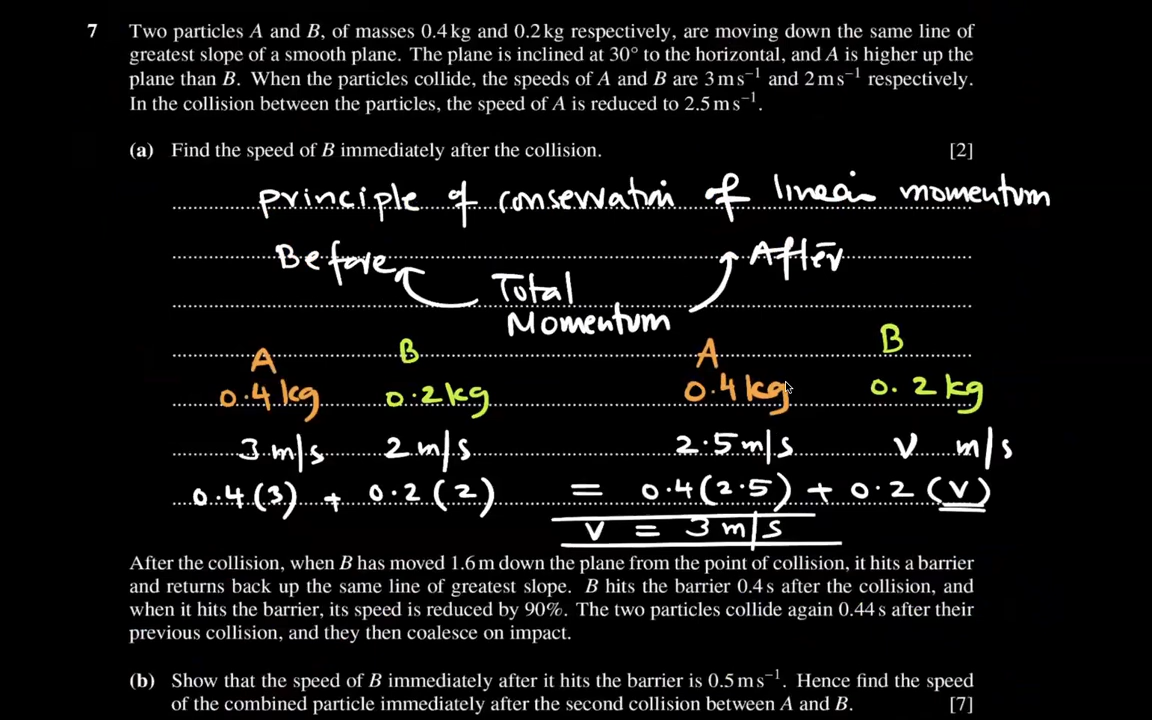 7 Two particles A and B, of masses 0.4 kg and 0.2 kg respectively, are moving down the same line of
greatest slope of a smooth plane. The plane is inclined at 30° to the horizontal, and A is higher up the
plane than B. When the particles collide, the speeds of A and B are 3 m s⁻¹ and 2 m s⁻¹ respectively.
In the collision between the particles, the speed of A is reduced to 2.5 m s⁻¹.
(a) Find the speed of B immediately after the collision. [2]
principle of conservation of linear momentum
Before After
Total
Momentum
A B A B
0.4 kg 0.2 kg 0.4 kg 0.2 kg
3 m/s 2 m/s 2.5 m/s v m/s
0.4(3) + 0.2(2) = 0.4(2.5) + 0.2(v)
v = 3 m/s
After the collision, when B has moved 1.6 m down the plane from the point of collision, it hits a barrier
and returns back up the same line of greatest slope. B hits the barrier 0.4 s after the collision, and
when it hits the barrier, its speed is reduced by 90%. The two particles collide again 0.44 s after their
previous collision, and they then coalesce on impact.
(b) Show that the speed of B immediately after it hits the barrier is 0.5 m s⁻¹. Hence find the speed
of the combined particle immediately after the second collision between A and B. [7]